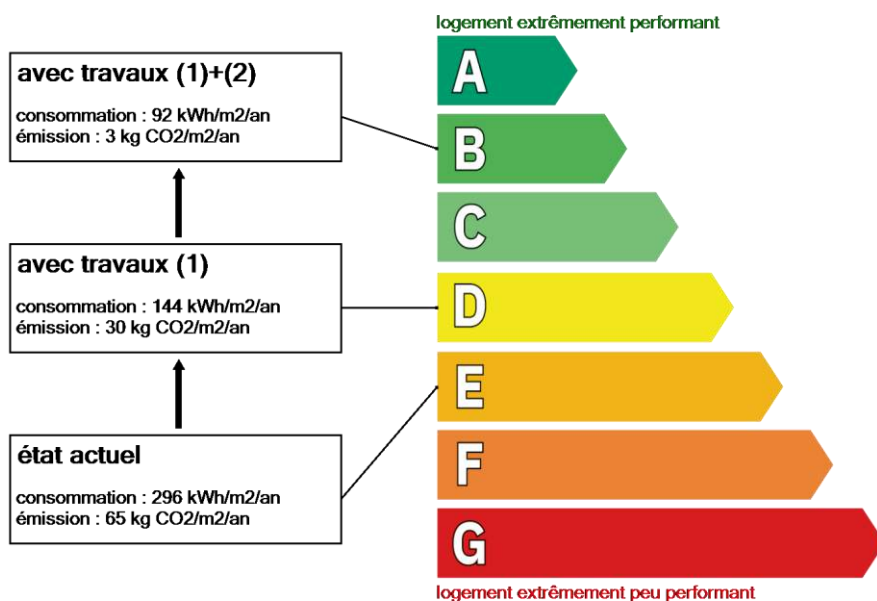 logement extrêmement performant
avec travaux (1)+(2)
consommation : 92 kWh/m2/an
émission : 3 kg CO2/m2/an
A
B
C
avec travaux (1)
consommation : 144 kWh/m2/an
émission : 30 kg CO2/m2/an
D
E
état actuel
consommation : 296 kWh/m2/an
émission : 65 kg CO2/m2/an
F
G
logement extrêmement peu performant